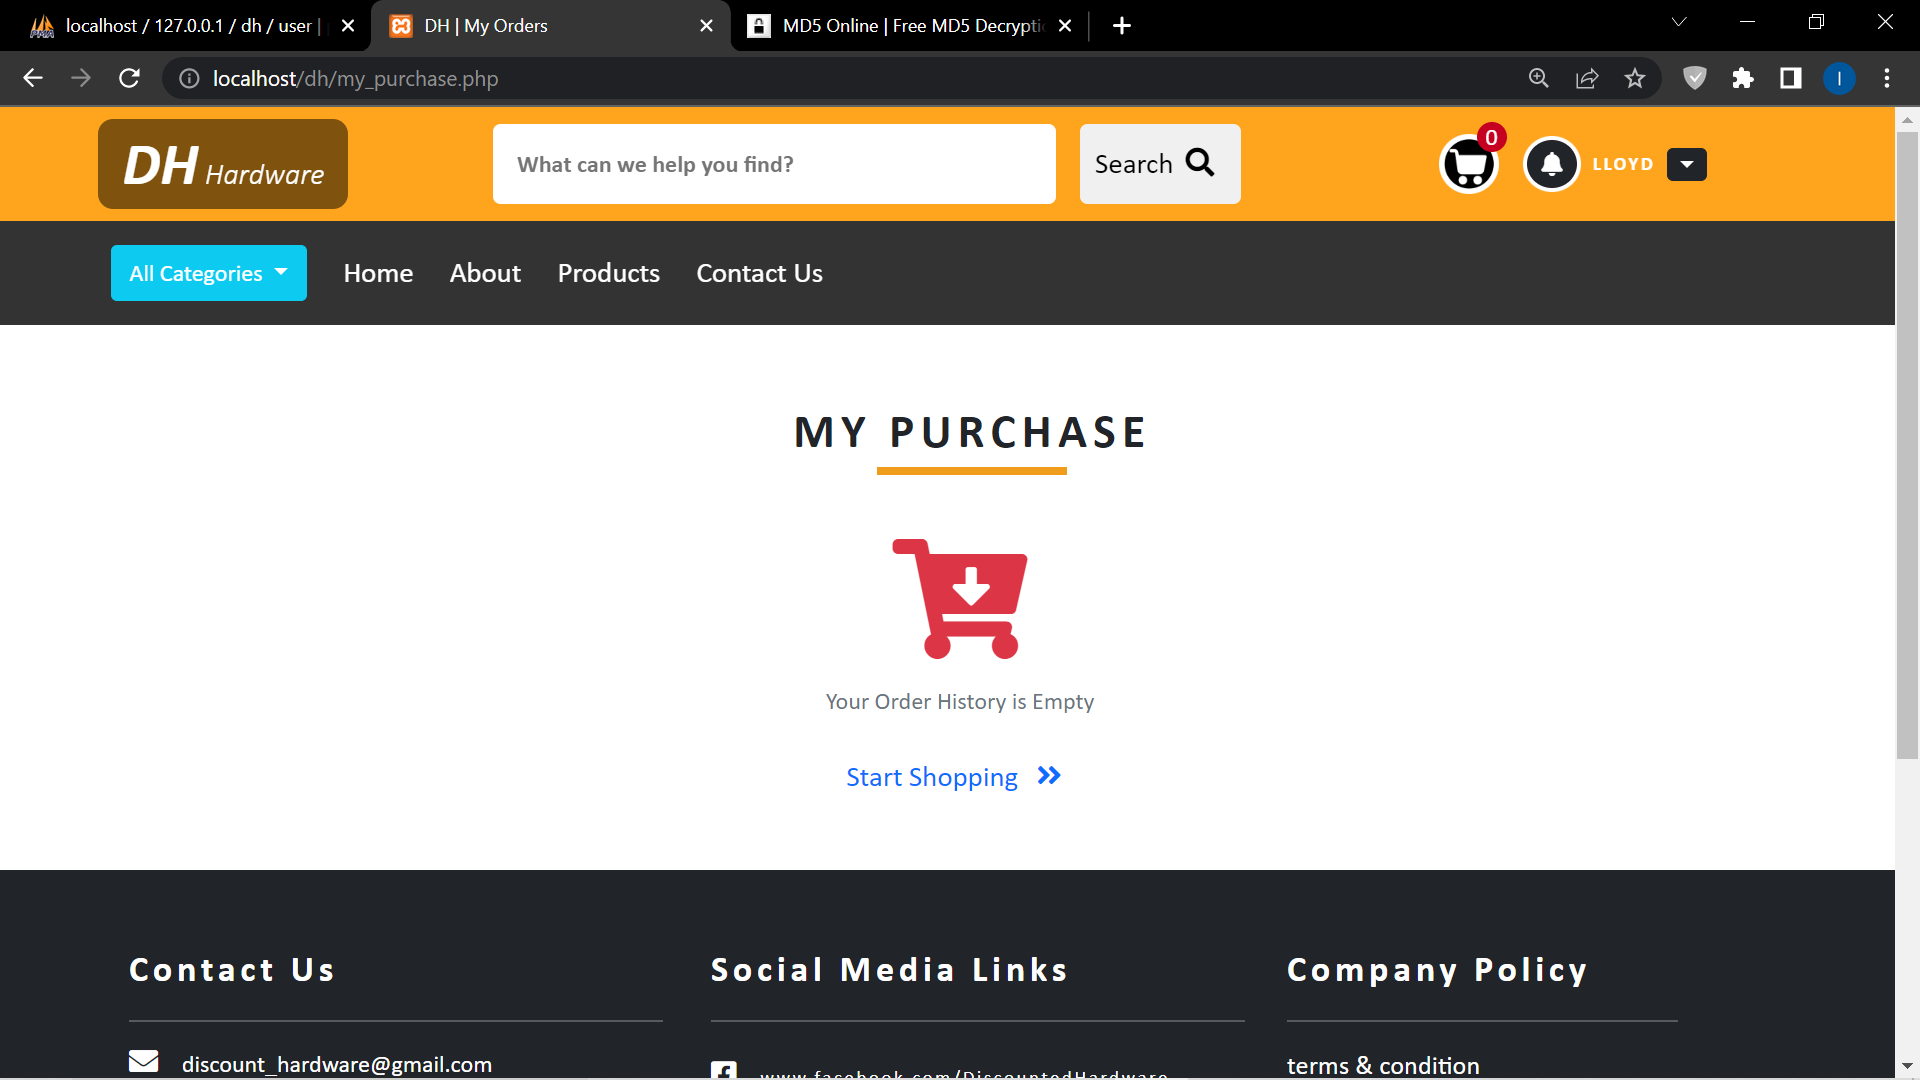 localhost / 127.0.0.1 / dh / user |
DH | My Orders
MD5 Online | Free MD5 Decryptic
localhost/dh/my_purchase.php
I
DH Hardware
What can we help you find?
Search
0
LLOYD
All Categories
Home
About
Products
Contact Us
MY PURCHASE
Your Order History is Empty
Start Shopping
Contact Us
Social Media Links
Company Policy
discount_hardware@gmail.com
www.facebook.com/DiscountedHardware
terms & condition